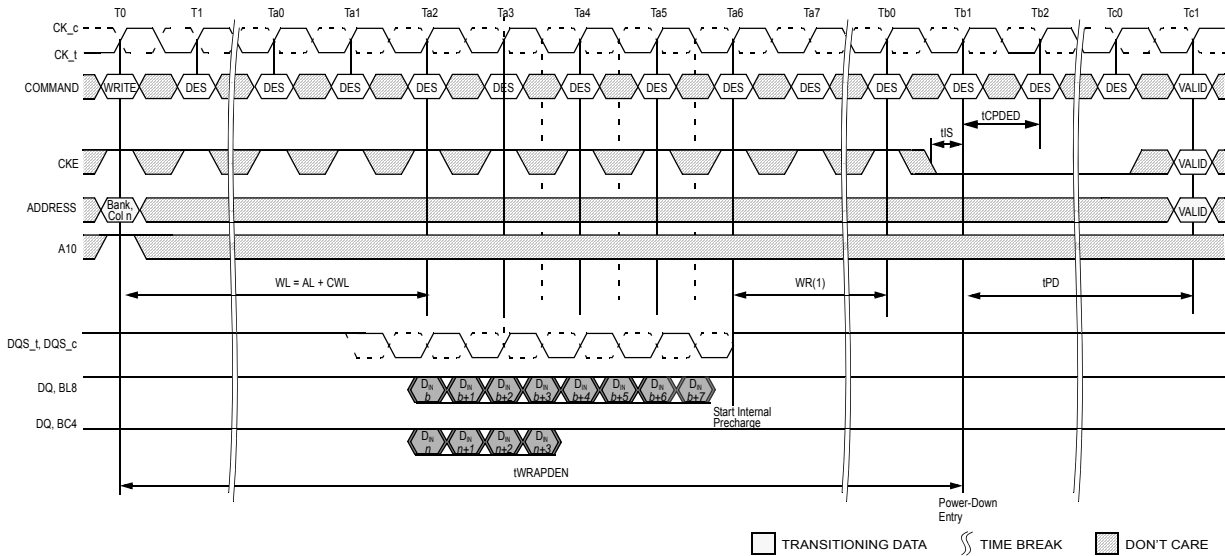 T0 T1 Ta0 Ta1 Ta2 Ta3 Ta4 Ta5 Ta6 Ta7 Tb0 Tb1 Tb2 Tc0 Tc1
CK_c
CK_t
COMMAND WRITE DES DES DES DES DES DES DES DES DES DES DES DES DES VALID
tCPDED
tIS
CKE VALID
ADDRESS Bank, Col n VALID
A10
WL = AL + CWL WR(1) tPD
DQS_t, DQS_c
DQ, BL8 DIN b DIN b+1 DIN b+2 DIN b+3 DIN b+4 DIN b+5 DIN b+6 DIN b+7
Start Internal
Precharge
DQ, BC4 DIN n DIN n+1 DIN n+2 DIN n+3
tWRAPDEN
Power-Down
Entry
TRANSITIONING DATA TIME BREAK DON'T CARE